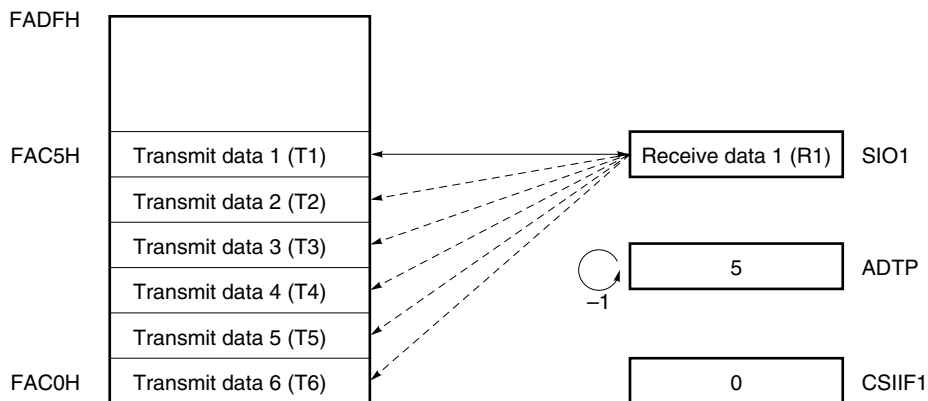 FADFH
FAC5H Transmit data 1 (T1) Receive data 1 (R1) SIO1
Transmit data 2 (T2)
Transmit data 3 (T3) 5 ADTP
Transmit data 4 (T4) –1
Transmit data 5 (T5)
FAC0H Transmit data 6 (T6) 0 CSIIF1